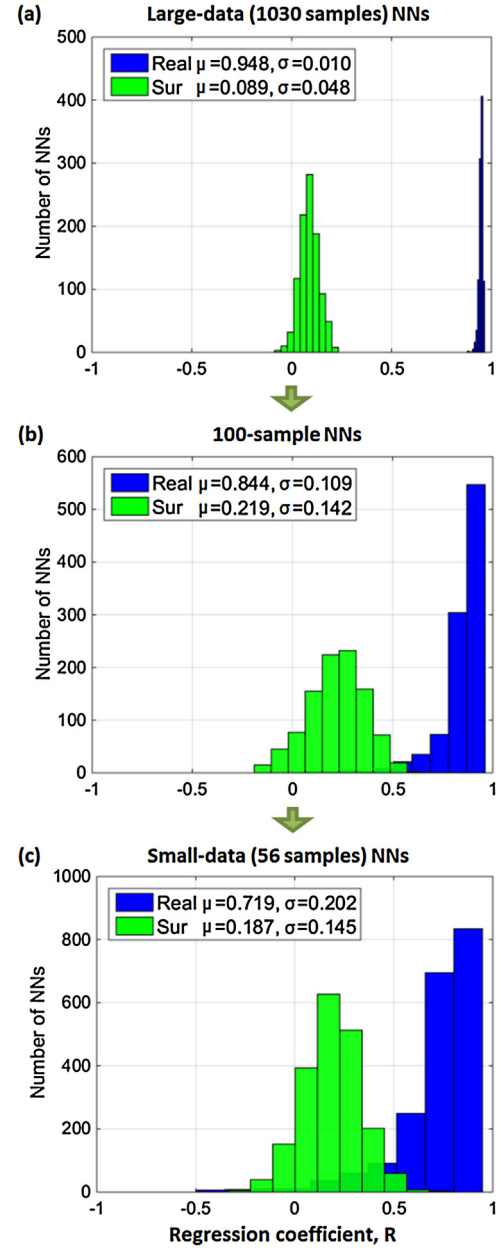 (a) Large-data (1030 samples) NNs
500
400
300
200
100
0
Number of NNs
Real μ=0.948, σ=0.010
Sur μ=0.089, σ=0.048
-1 -0.5 0 0.5 1
(b) 100-sample NNs
600
500
400
300
200
100
0
Number of NNs
Real μ=0.844, σ=0.109
Sur μ=0.219, σ=0.142
-1 -0.5 0 0.5 1
(c) Small-data (56 samples) NNs
1000
800
600
400
200
0
Number of NNs
Real μ=0.719, σ=0.202
Sur μ=0.187, σ=0.145
-1 -0.5 0 0.5 1
Regression coefficient, R